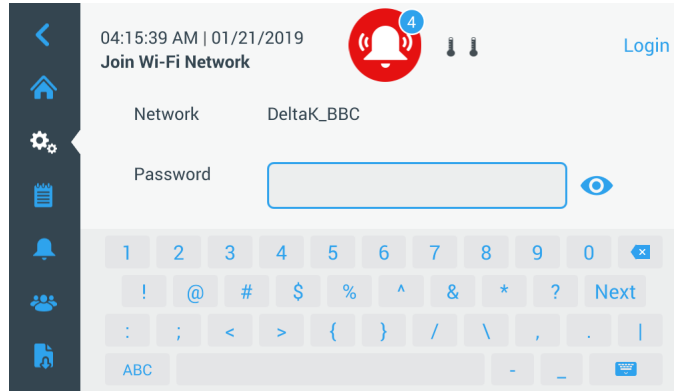 04:15:39 AM | 01/21/2019
4
Login
Join Wi-Fi Network
Network DeltaK_BBC
Password
1 2 3 4 5 6 7 8 9 0
! @ # $ % ^ & * ? Next
: ; < > { } / \ , . |
ABC - _